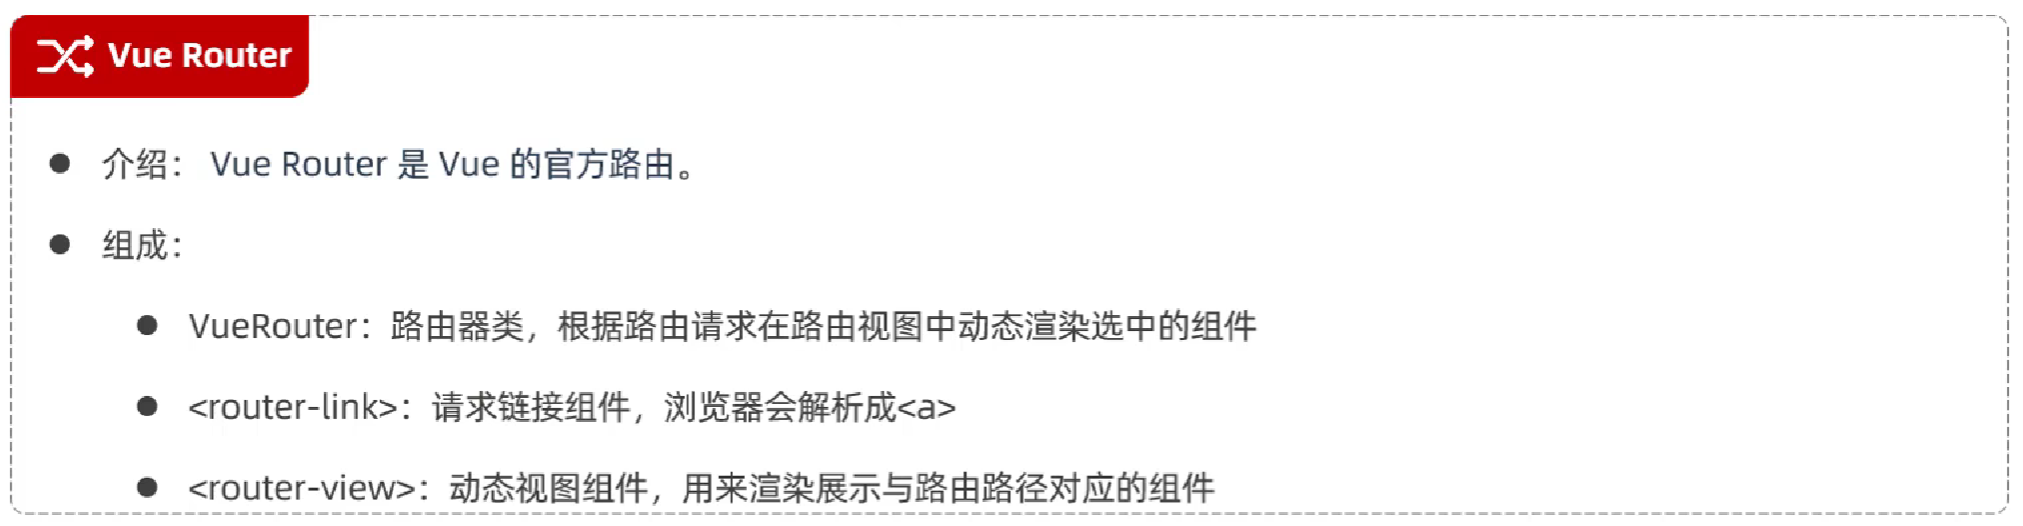 Vue Router
● 介绍： Vue Router 是 Vue 的官方路由。
● 组成：
● VueRouter：路由器类，根据路由请求在路由视图中动态渲染选中的组件
● <router-link>：请求链接组件，浏览器会解析成<a>
● <router-view>：动态视图组件，用来渲染展示与路由路径对应的组件